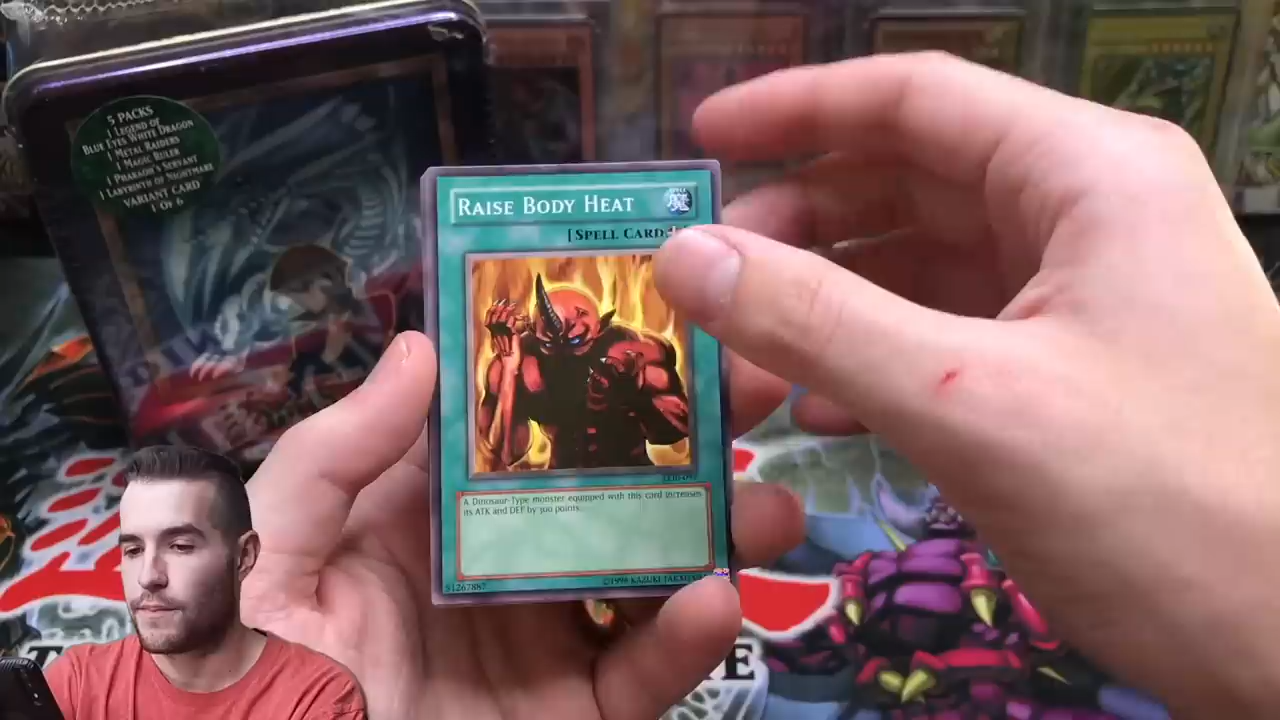 5 PACKS
1 LEGEND OF
BLUE EYES WHITE DRAGON
1 METAL RAIDERS
1 MAGIC RULER
1 PHARAOH'S SERVANT
1 LABYRINTH OF NIGHTMARE
VARIANT CARD
1 OF 6
RAISE BODY HEAT
[SPELL CARD
A Dinosaur-Type monster equipped with this card increases
its ATK and DEF by 300 points.
51267887
©1996 KAZUKI